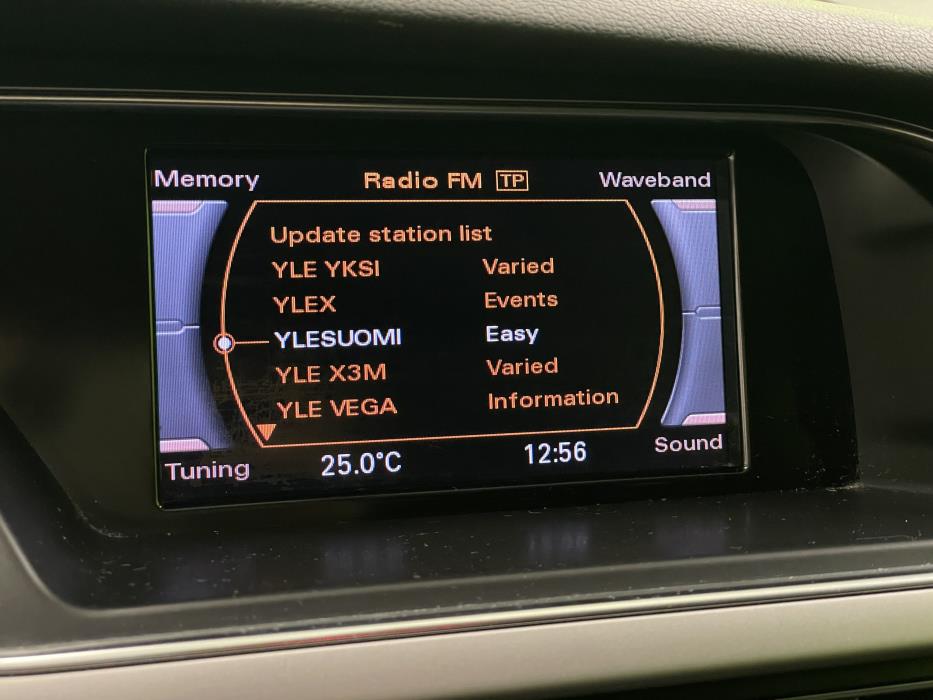 Memory Radio FM TP Waveband
Update station list
YLE YKSI Varied
YLEX Events
YLESUOMI Easy
YLE X3M Varied
YLE VEGA Information
Tuning 25.0°C 12:56 Sound